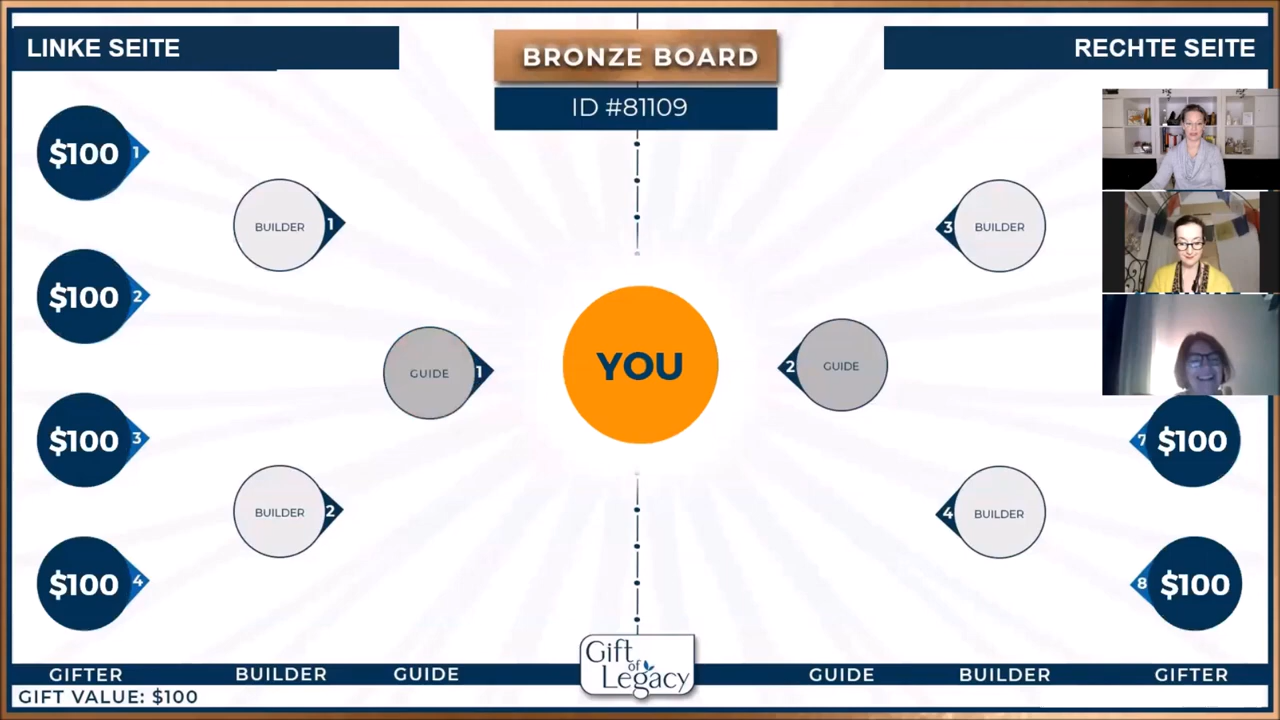 LINKE SEITE
BRONZE BOARD
RECHTE SEITE
ID #81109
$100 1
BUILDER 1
3 BUILDER
$100 2
GUIDE 1
YOU
2 GUIDE
$100 3
7 $100
BUILDER 2
4 BUILDER
$100 4
8 $100
Gift
of
Legacy
GIFTER BUILDER GUIDE
GUIDE BUILDER GIFTER
GIFT VALUE: $100